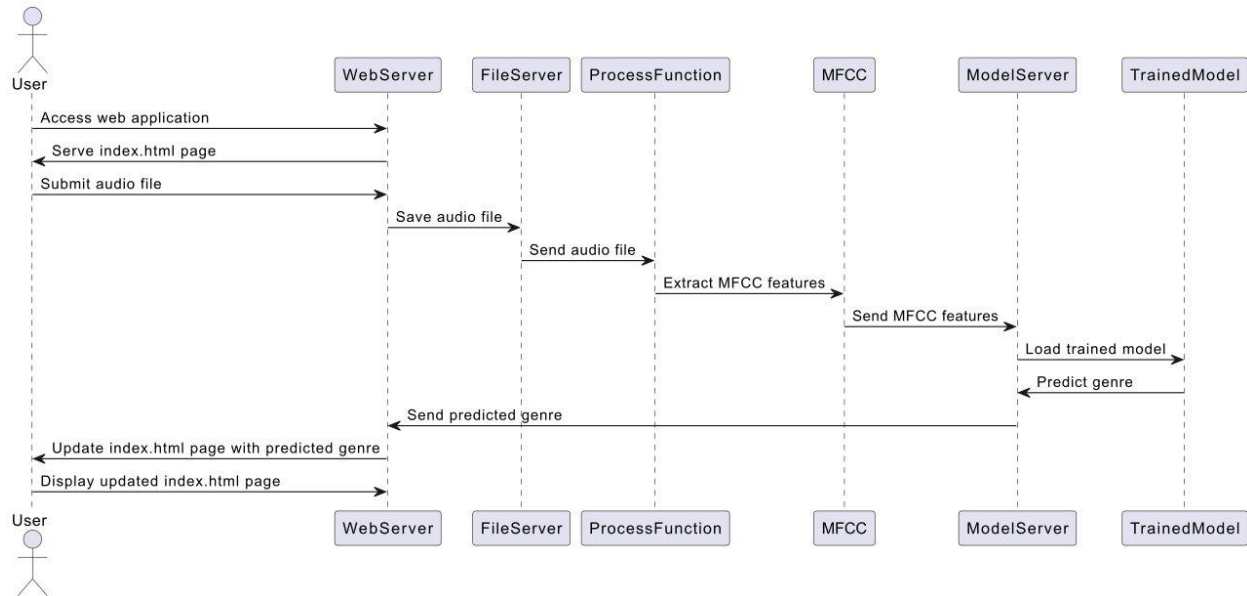 User
WebServer
FileServer
ProcessFunction
MFCC
ModelServer
TrainedModel
Access web application
Serve index.html page
Submit audio file
Save audio file
Send audio file
Extract MFCC features
Send MFCC features
Load trained model
Predict genre
Send predicted genre
Update index.html page with predicted genre
Display updated index.html page
User
WebServer
FileServer
ProcessFunction
MFCC
ModelServer
TrainedModel